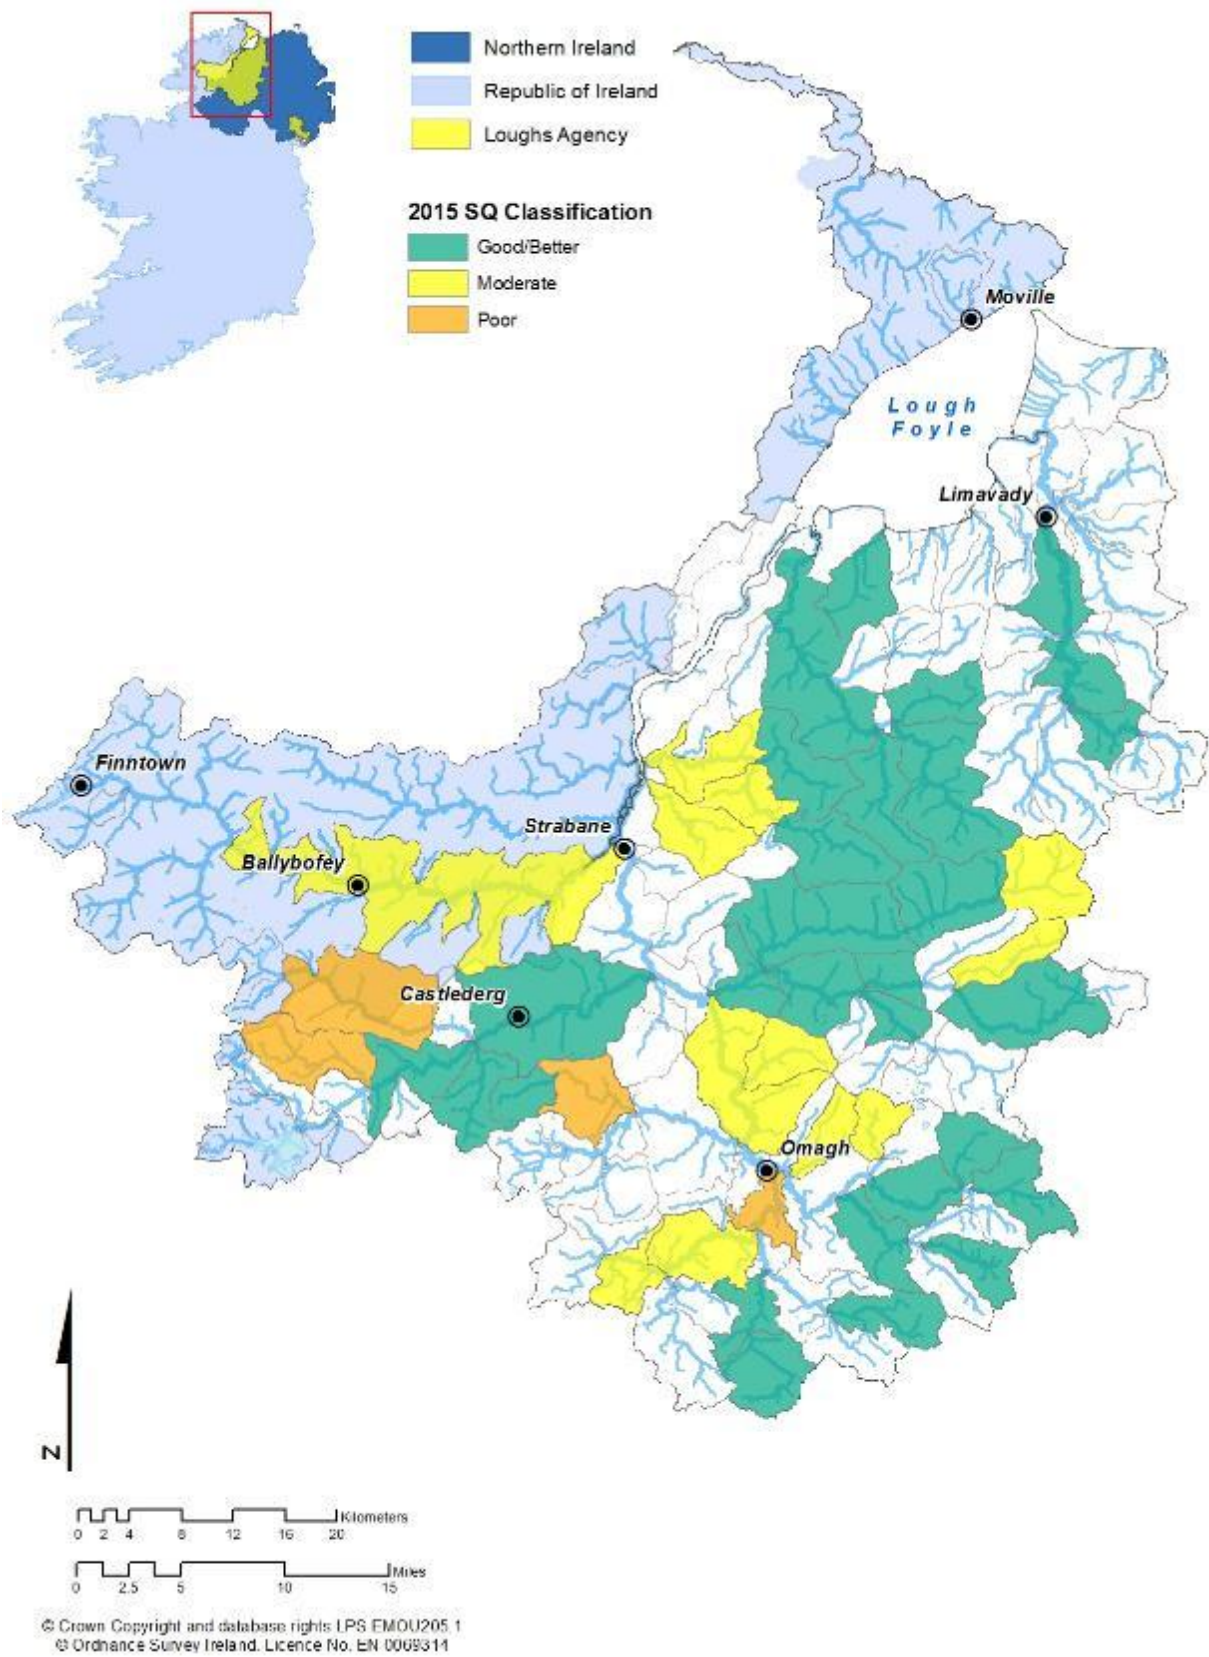 Northern Ireland
Republic of Ireland
Loughs Agency
2015 SQ Classification
Good/Better
Moderate
Poor
Moville
Lough
Foyle
Limavady
Finntown
Strabane
Ballybofey
Castlederg
Omagh
N
Kilometers
0 2 4 8 12 16 20
Miles
0 2.5 5 10 15
© Crown Copyright and database rights LPS EMOU205.1
© Ordnance Survey Ireland. Licence No. EN 0069314